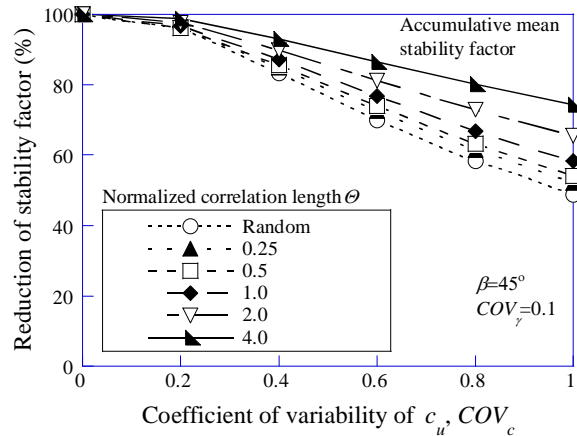 Reduction of stability factor (%)
100
80
60
40
20
0
Accumulative mean
stability factor
Normalized correlation length Θ
Random
0.25
0.5
1.0
2.0
4.0
β=45°
COVγ=0.1
0 0.2 0.4 0.6 0.8 1
Coefficient of variability of cu, COVc